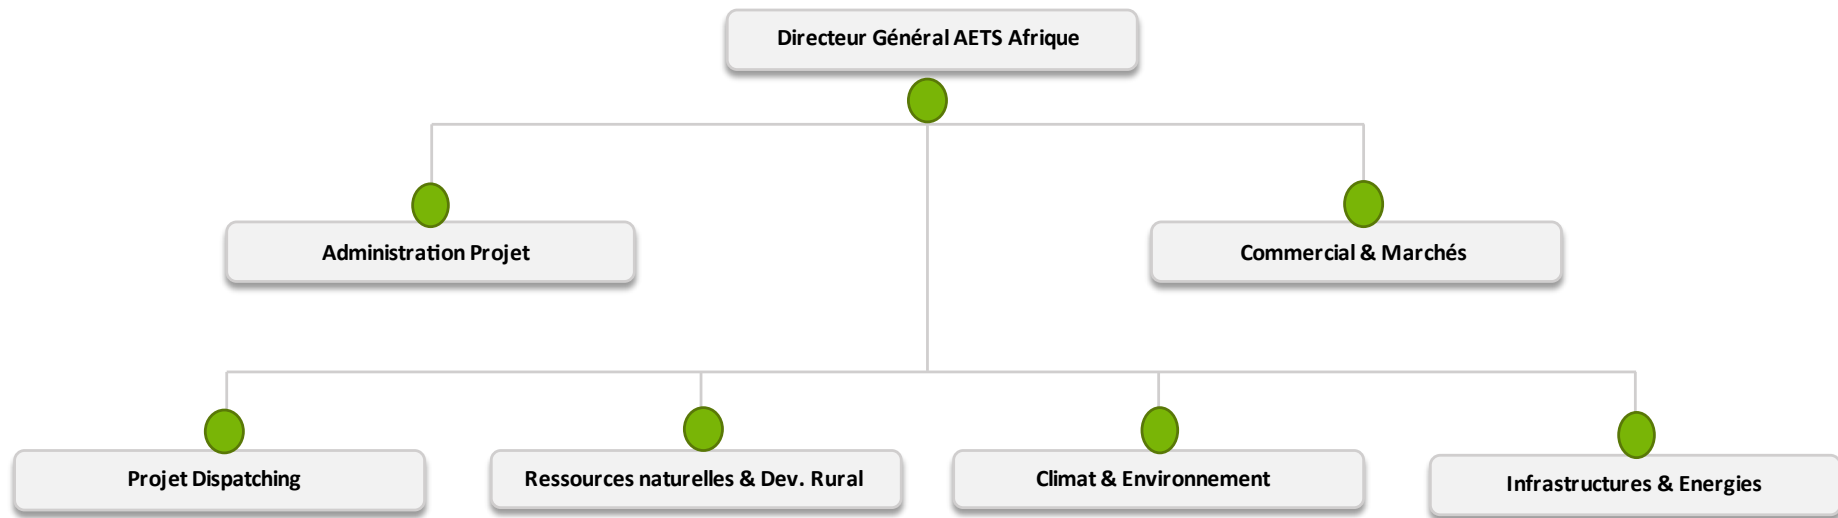 Directeur Général AETS Afrique
Administration Projet
Commercial & Marchés
Projet Dispatching
Ressources naturelles & Dev. Rural
Climat & Environnement
Infrastructures & Energies